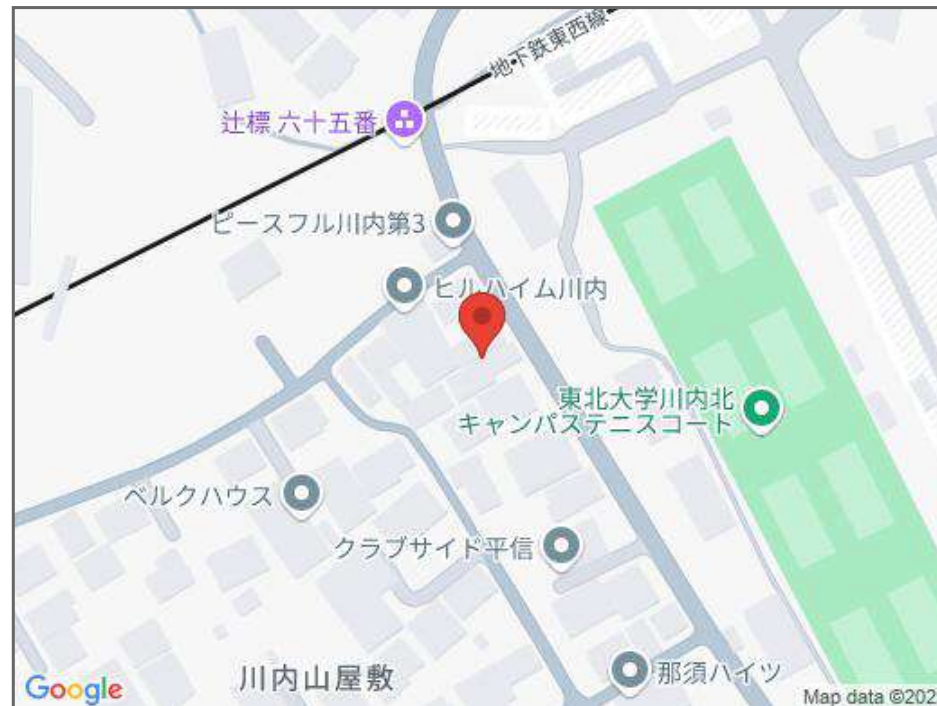 地下鉄東西線
辻標 六十五番
ピースフル川内第3
ヒルハイム川内
東北大学川内北
キャンパステニスコート
ベルクハウス
クラブサイド平信
川内山屋敷
那須ハイツ
Google
Map data ©202